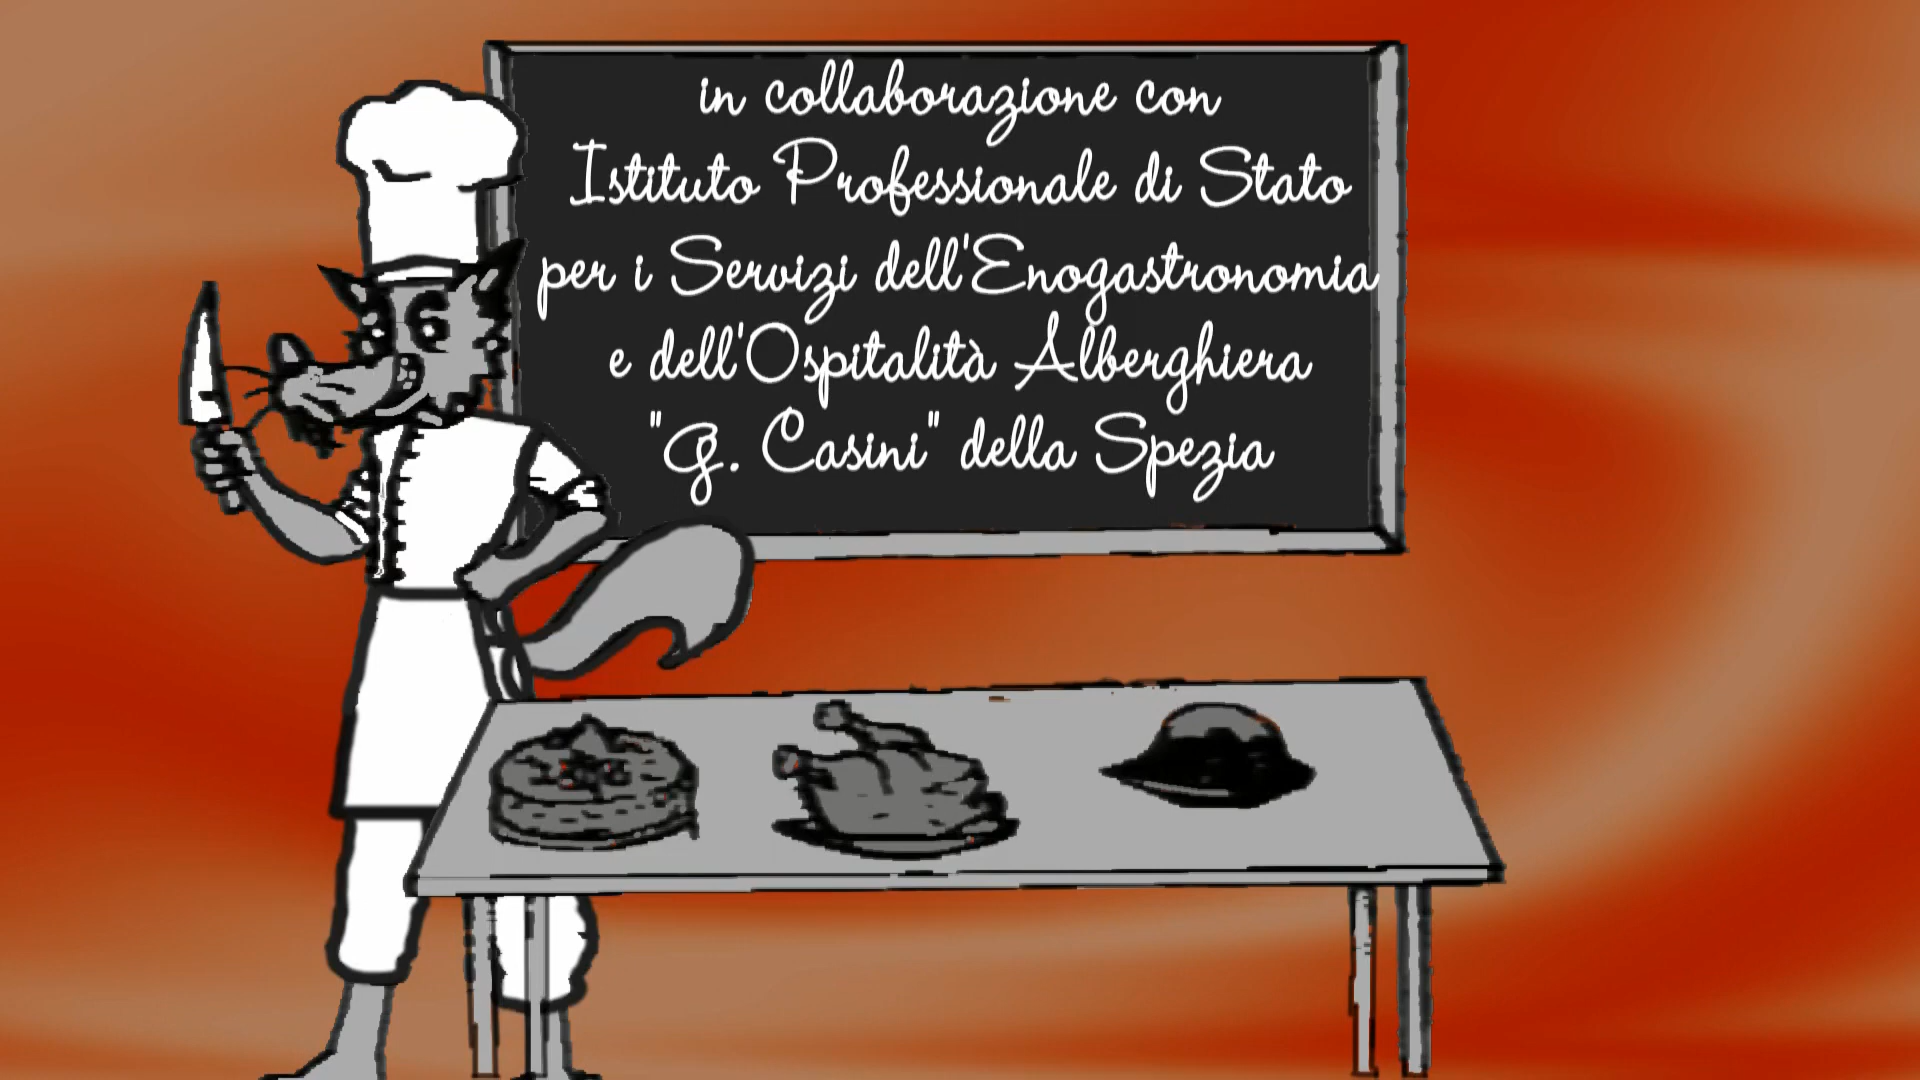 in collaborazione con
Istituto Professionale di Stato
per i Servizi dell'Enogastronomia
e dell'Ospitalità Alberghiera
"G. Casini" della Spezia